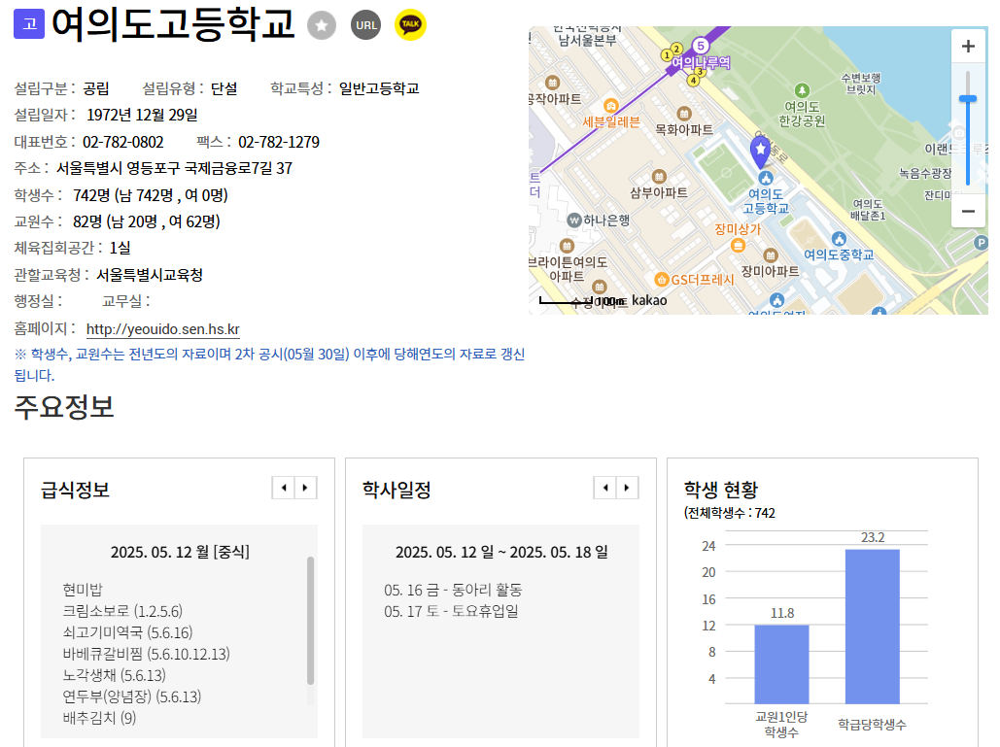 고 여의도고등학교 URL TALK
설립구분 : 공립 설립유형 : 단설 학교특성 : 일반고등학교
설립일자 : 1972년 12월 29일
대표번호 : 02-782-0802 팩스 : 02-782-1279
주소 : 서울특별시 영등포구 국제금융로7길 37
학생수 : 742명 (남 742명 , 여 0명)
교원수 : 82명 (남 20명 , 여 62명)
체육집회공간 : 1실
관할교육청 : 서울특별시교육청
행정실 : 교무실 :
홈페이지 : http://yeouido.sen.hs.kr
※ 학생수, 교원수는 전년도의 자료이며 2차 공시(05월 30일) 이후에 당해연도의 자료로 갱신
됩니다.
남서울본부
5
1 2
여의나루역
3
4
공작아파트
세븐일레븐
목화아파트
수변보행
브릿지
여의도
한강공원
삼부아파트
여의도
고등학교
녹음수광장
잔디마
여의도
배달존1
W 하나은행
장미상가
여의도중학교
P
브라이튼여의도
아파트
장미아파트
GS더프레시
100m kakao
+
−
주요정보
급식정보
2025. 05. 12 월 [중식]
현미밥
크림소보로 (1.2.5.6)
쇠고기미역국 (5.6.16)
바베큐갈비찜 (5.6.10.12.13)
노각생채 (5.6.13)
연두부(양념장) (5.6.13)
배추김치 (9)
학사일정
2025. 05. 12 일 ~ 2025. 05. 18 일
05. 16 금 - 동아리 활동
05. 17 토 - 토요휴업일
학생 현황
(전체학생수 : 742
24
20
16
12
8
4
11.8
23.2
교원1인당
학생수
학급당학생수